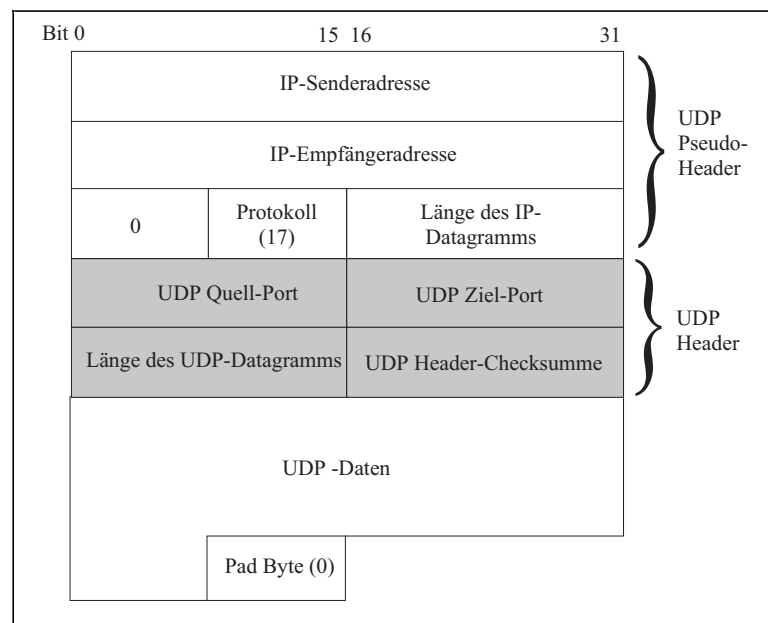 Bit 0 15 16 31
IP-Senderadresse
IP-Empfängeradresse
UDP
Pseudo-
Header
0
Protokoll
(17)
Länge des IP-
Datagramms
UDP Quell-Port
UDP Ziel-Port
Länge des UDP-Datagramms
UDP Header-Checksumme
UDP
Header
UDP -Daten
Pad Byte (0)